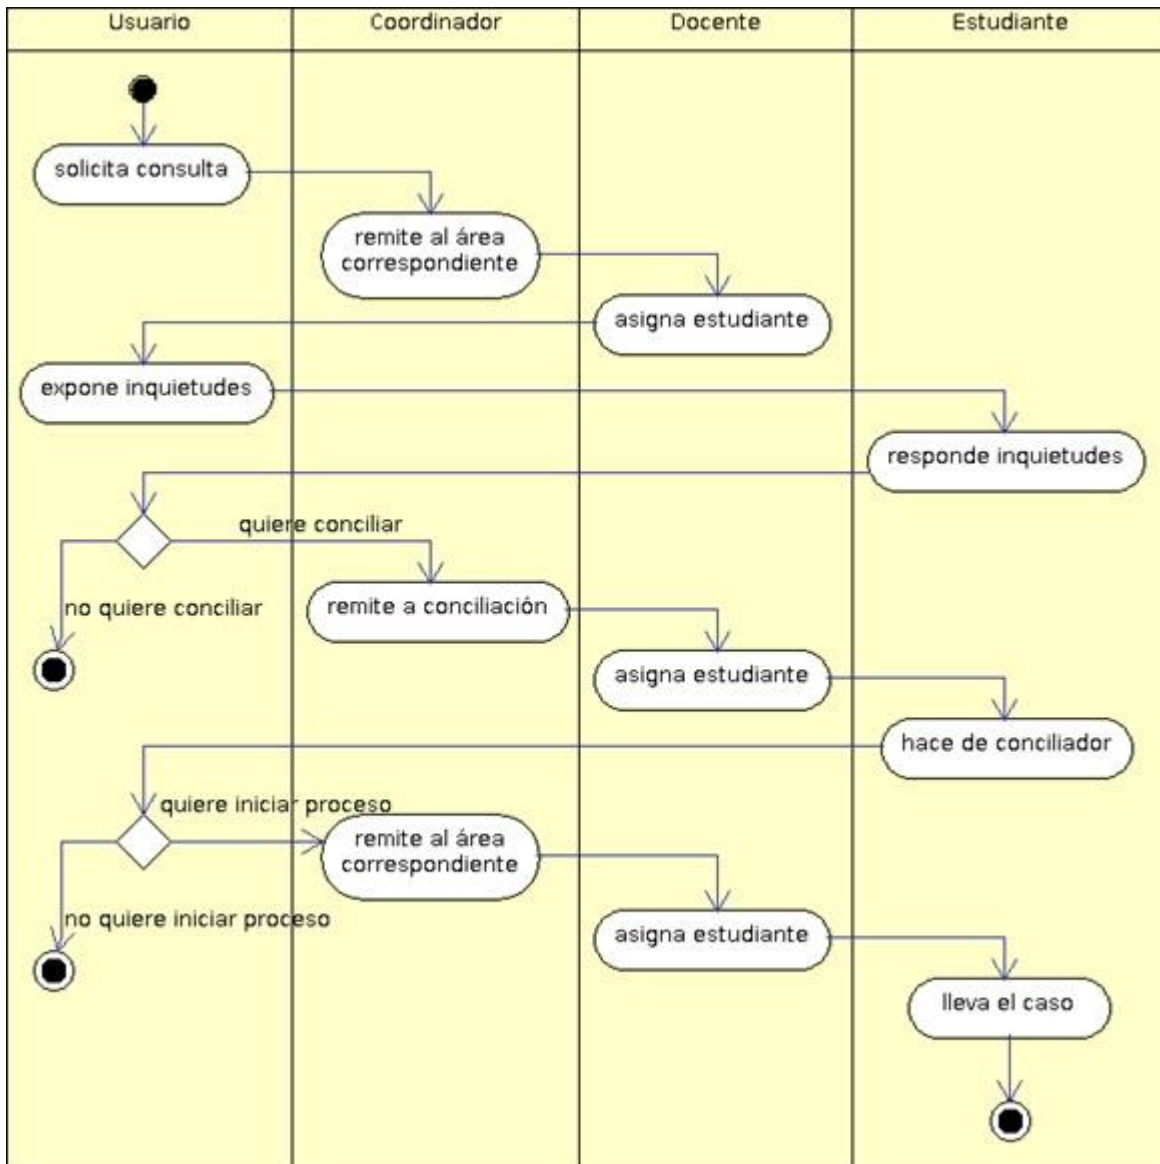 Usuario
Coordinador
Docente
Estudiante
solicita consulta
remite al área
correspondiente
asigna estudiante
expone inquietudes
responde inquietudes
quiere conciliar
no quiere conciliar
remite a conciliación
asigna estudiante
hace de conciliador
quiere iniciar proceso
remite al área
correspondiente
no quiere iniciar proceso
asigna estudiante
lleva el caso